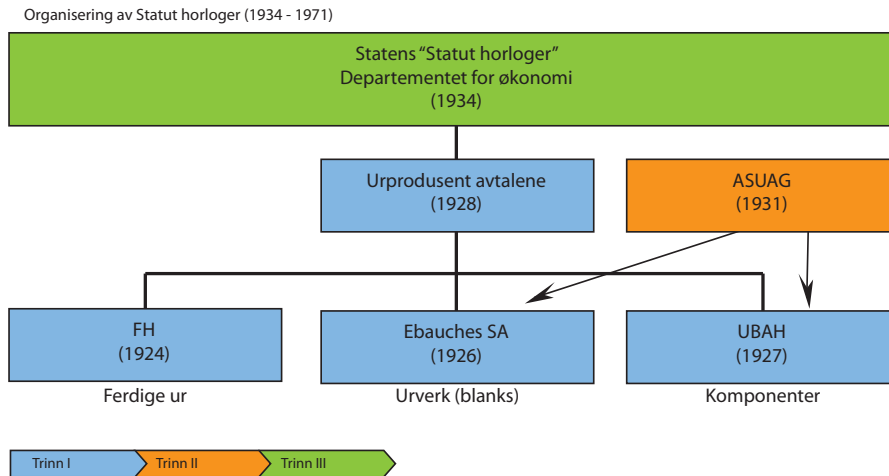 Organisering av Statut horloger (1934 - 1971)
Statens “Statut horloger”
Departementet for økonomi
(1934)
Urprodusent avtalene
(1928)
ASUAG
(1931)
FH
(1924)
Ebauches SA
(1926)
UBAH
(1927)
Ferdige ur
Urverk (blanks)
Komponenter
Trinn I
Trinn II
Trinn III